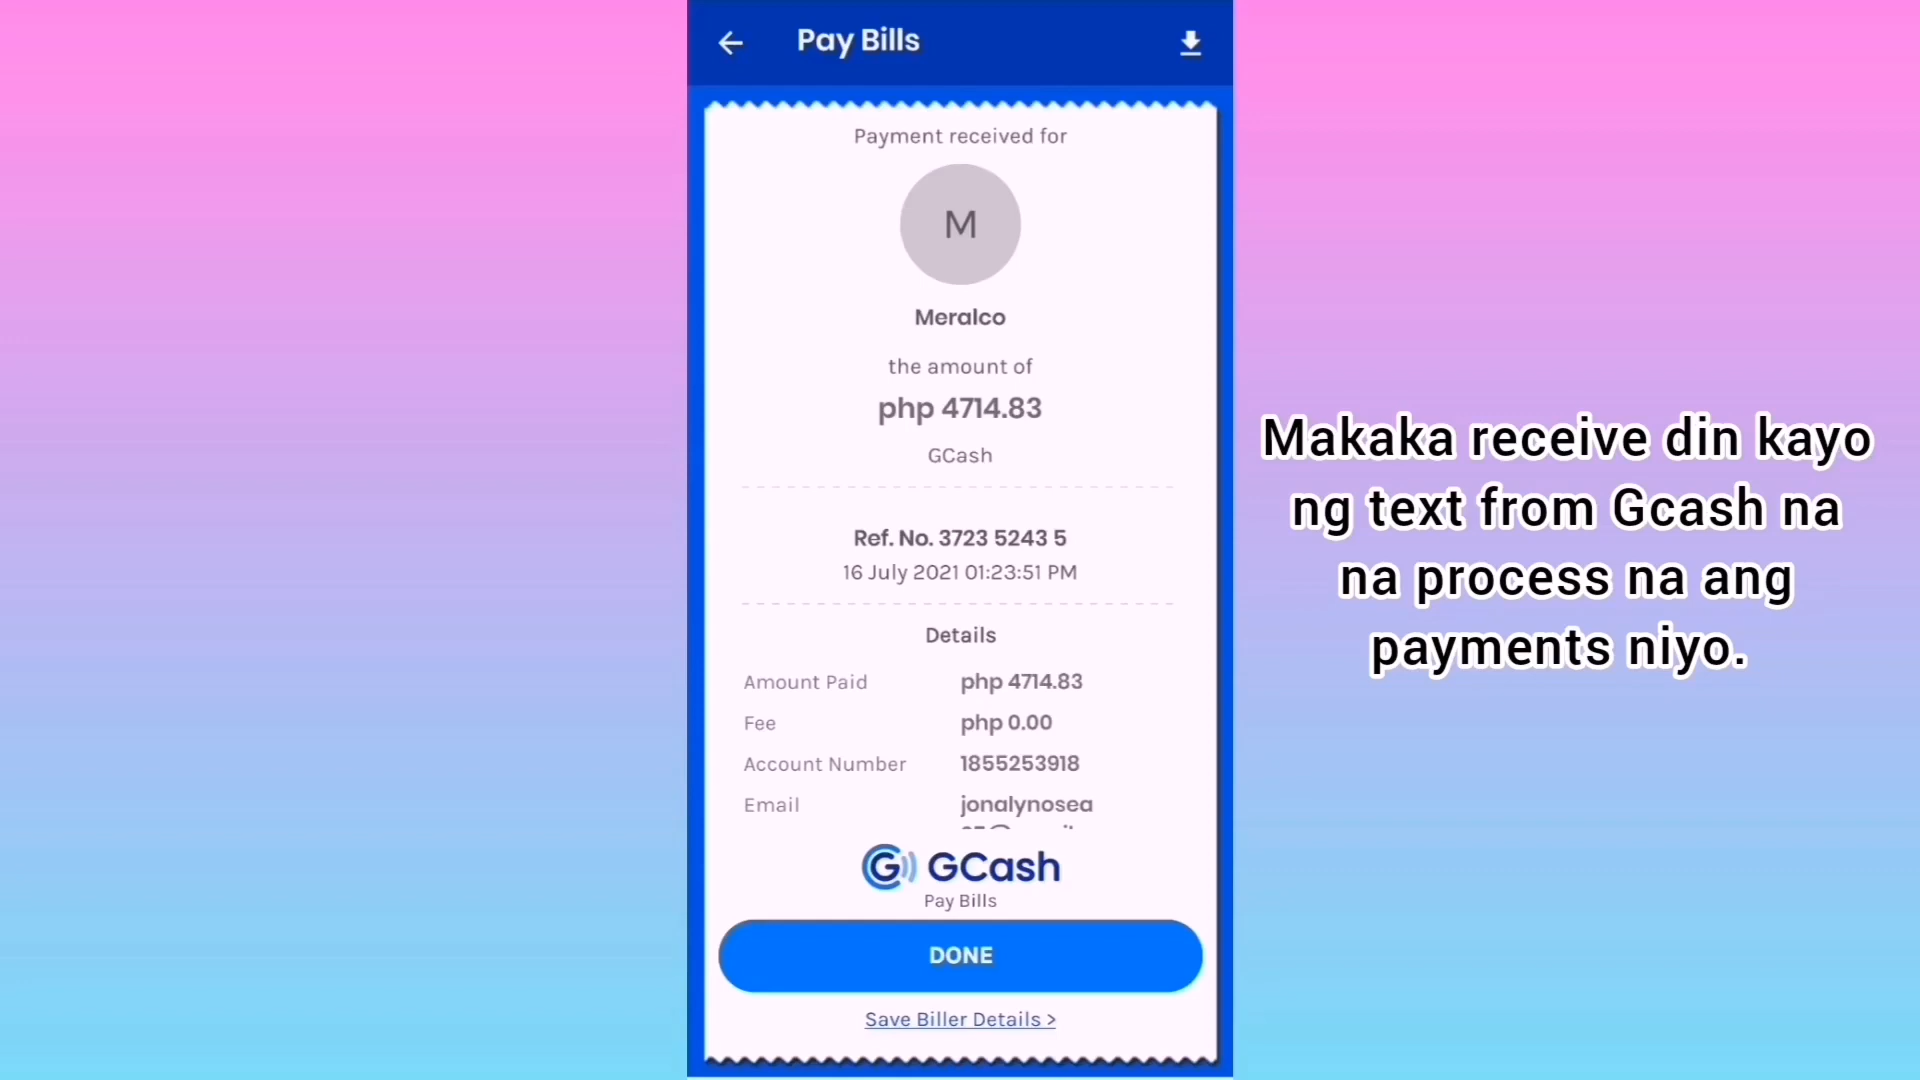 Pay Bills
Payment received for
M
Meralco
the amount of
php 4714.83
GCash
Ref. No. 3723 5243 5
16 July 2021 01:23:51 PM
Details
Amount Paid php 4714.83
Fee php 0.00
Account Number 1855253918
Email jonalynosea
GCash
Pay Bills
DONE
Save Biller Details >
Makaka receive din kayo
ng text from Gcash na
na process na ang
payments niyo.